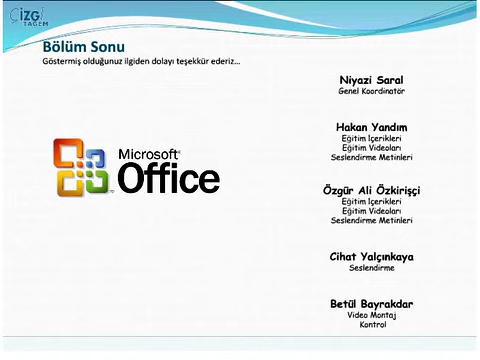 ÇİZGİ
TAGEM
Bölüm Sonu
Göstermiş olduğunuz ilgiden dolayı teşekkür ederiz...
Microsoft®
Office
Niyazi Saral
Genel Koordinatör
Hakan Yandım
Eğitim İçerikleri
Eğitim Videoları
Seslendirme Metinleri
Özgür Ali Özkirişçi
Eğitim İçerikleri
Eğitim Videoları
Seslendirme Metinleri
Cihat Yalçınkaya
Seslendirme
Betül Bayrakdar
Video Montaj
Kontrol